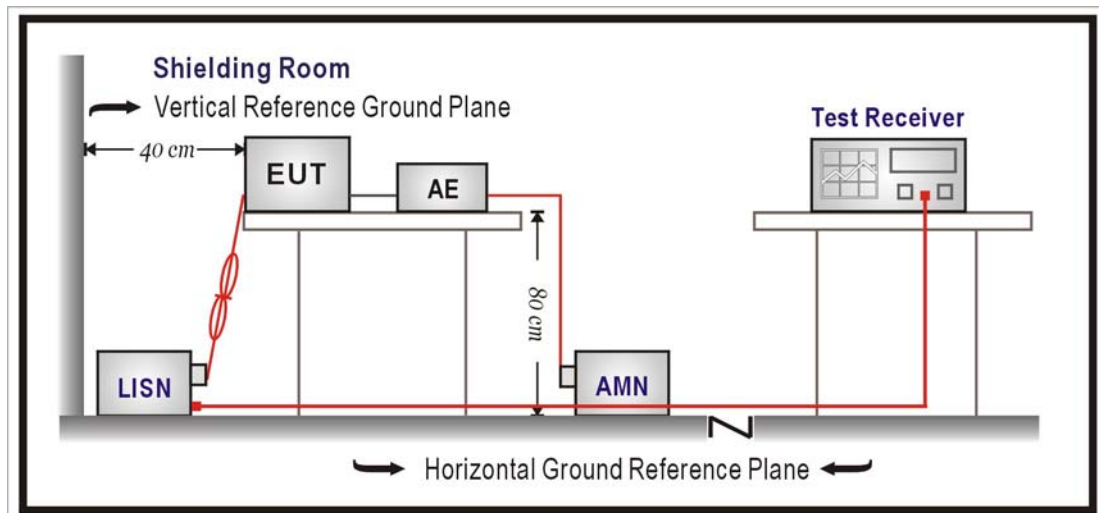 Shielding Room
Vertical Reference Ground Plane
Test Receiver
40 cm
EUT
AE
80 cm
LISN
AMN
Horizontal Ground Reference Plane